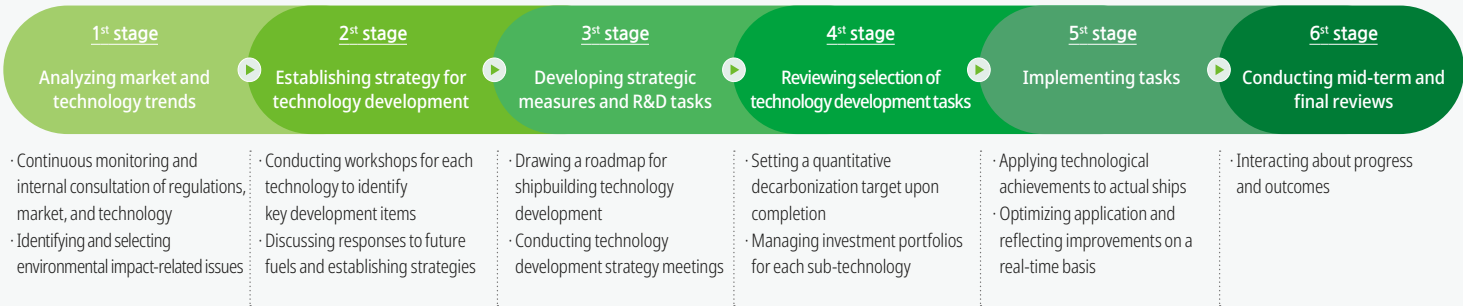 1st stage
Analyzing market and
technology trends
2st stage
Establishing strategy for
technology development
3st stage
Developing strategic
measures and R&D tasks
4st stage
Reviewing selection of
technology development tasks
5st stage
Implementing tasks
6st stage
Conducting mid-term and
final reviews
· Continuous monitoring and
internal consultation of regulations,
market, and technology
· Identifying and selecting
environmental impact-related issues
· Conducting workshops for each
technology to identify
key development items
· Discussing responses to future
fuels and establishing strategies
· Drawing a roadmap for
shipbuilding technology
development
· Conducting technology
development strategy meetings
· Setting a quantitative
decarbonization target upon
completion
· Managing investment portfolios
for each sub-technology
· Applying technological
achievements to actual ships
· Optimizing application and
reflecting improvements on a
real-time basis
· Interacting about progress
and outcomes